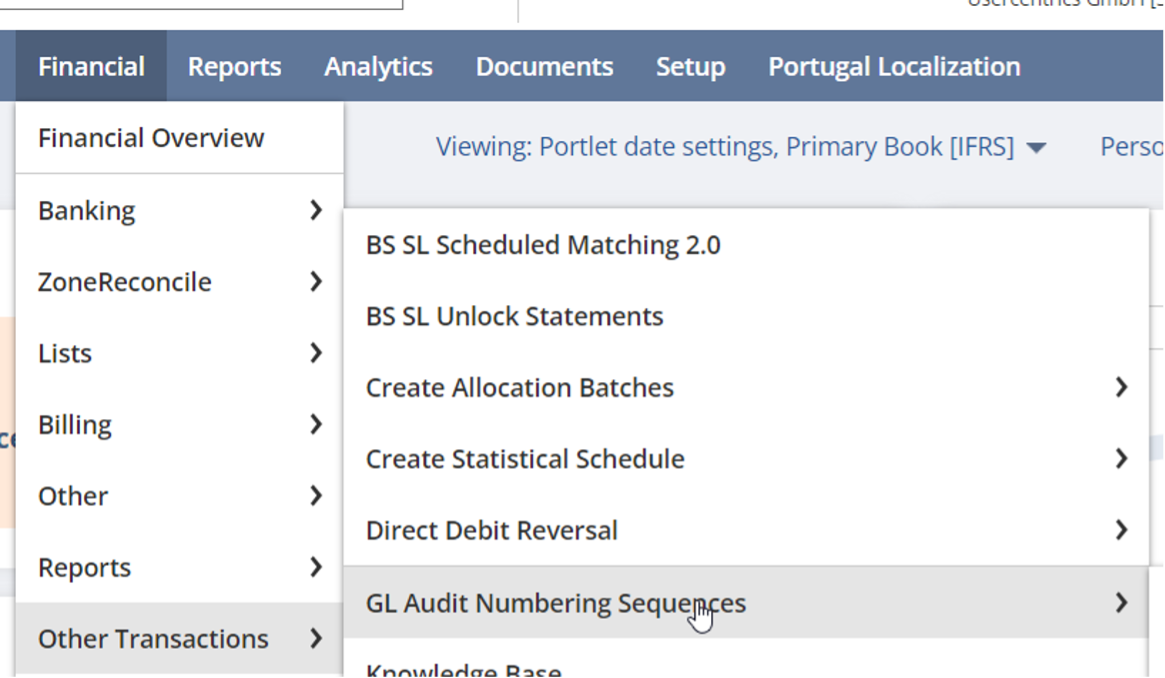 Usercentrics GmbH [
Financial Reports Analytics Documents Setup Portugal Localization
Financial Overview
Viewing: Portlet date settings, Primary Book [IFRS]
Perso
Banking
BS SL Scheduled Matching 2.0
ZoneReconcile
BS SL Unlock Statements
Lists
Create Allocation Batches
Billing
ce
Create Statistical Schedule
Other
Direct Debit Reversal
Reports
GL Audit Numbering Sequences
Other Transactions
Knowledge Base